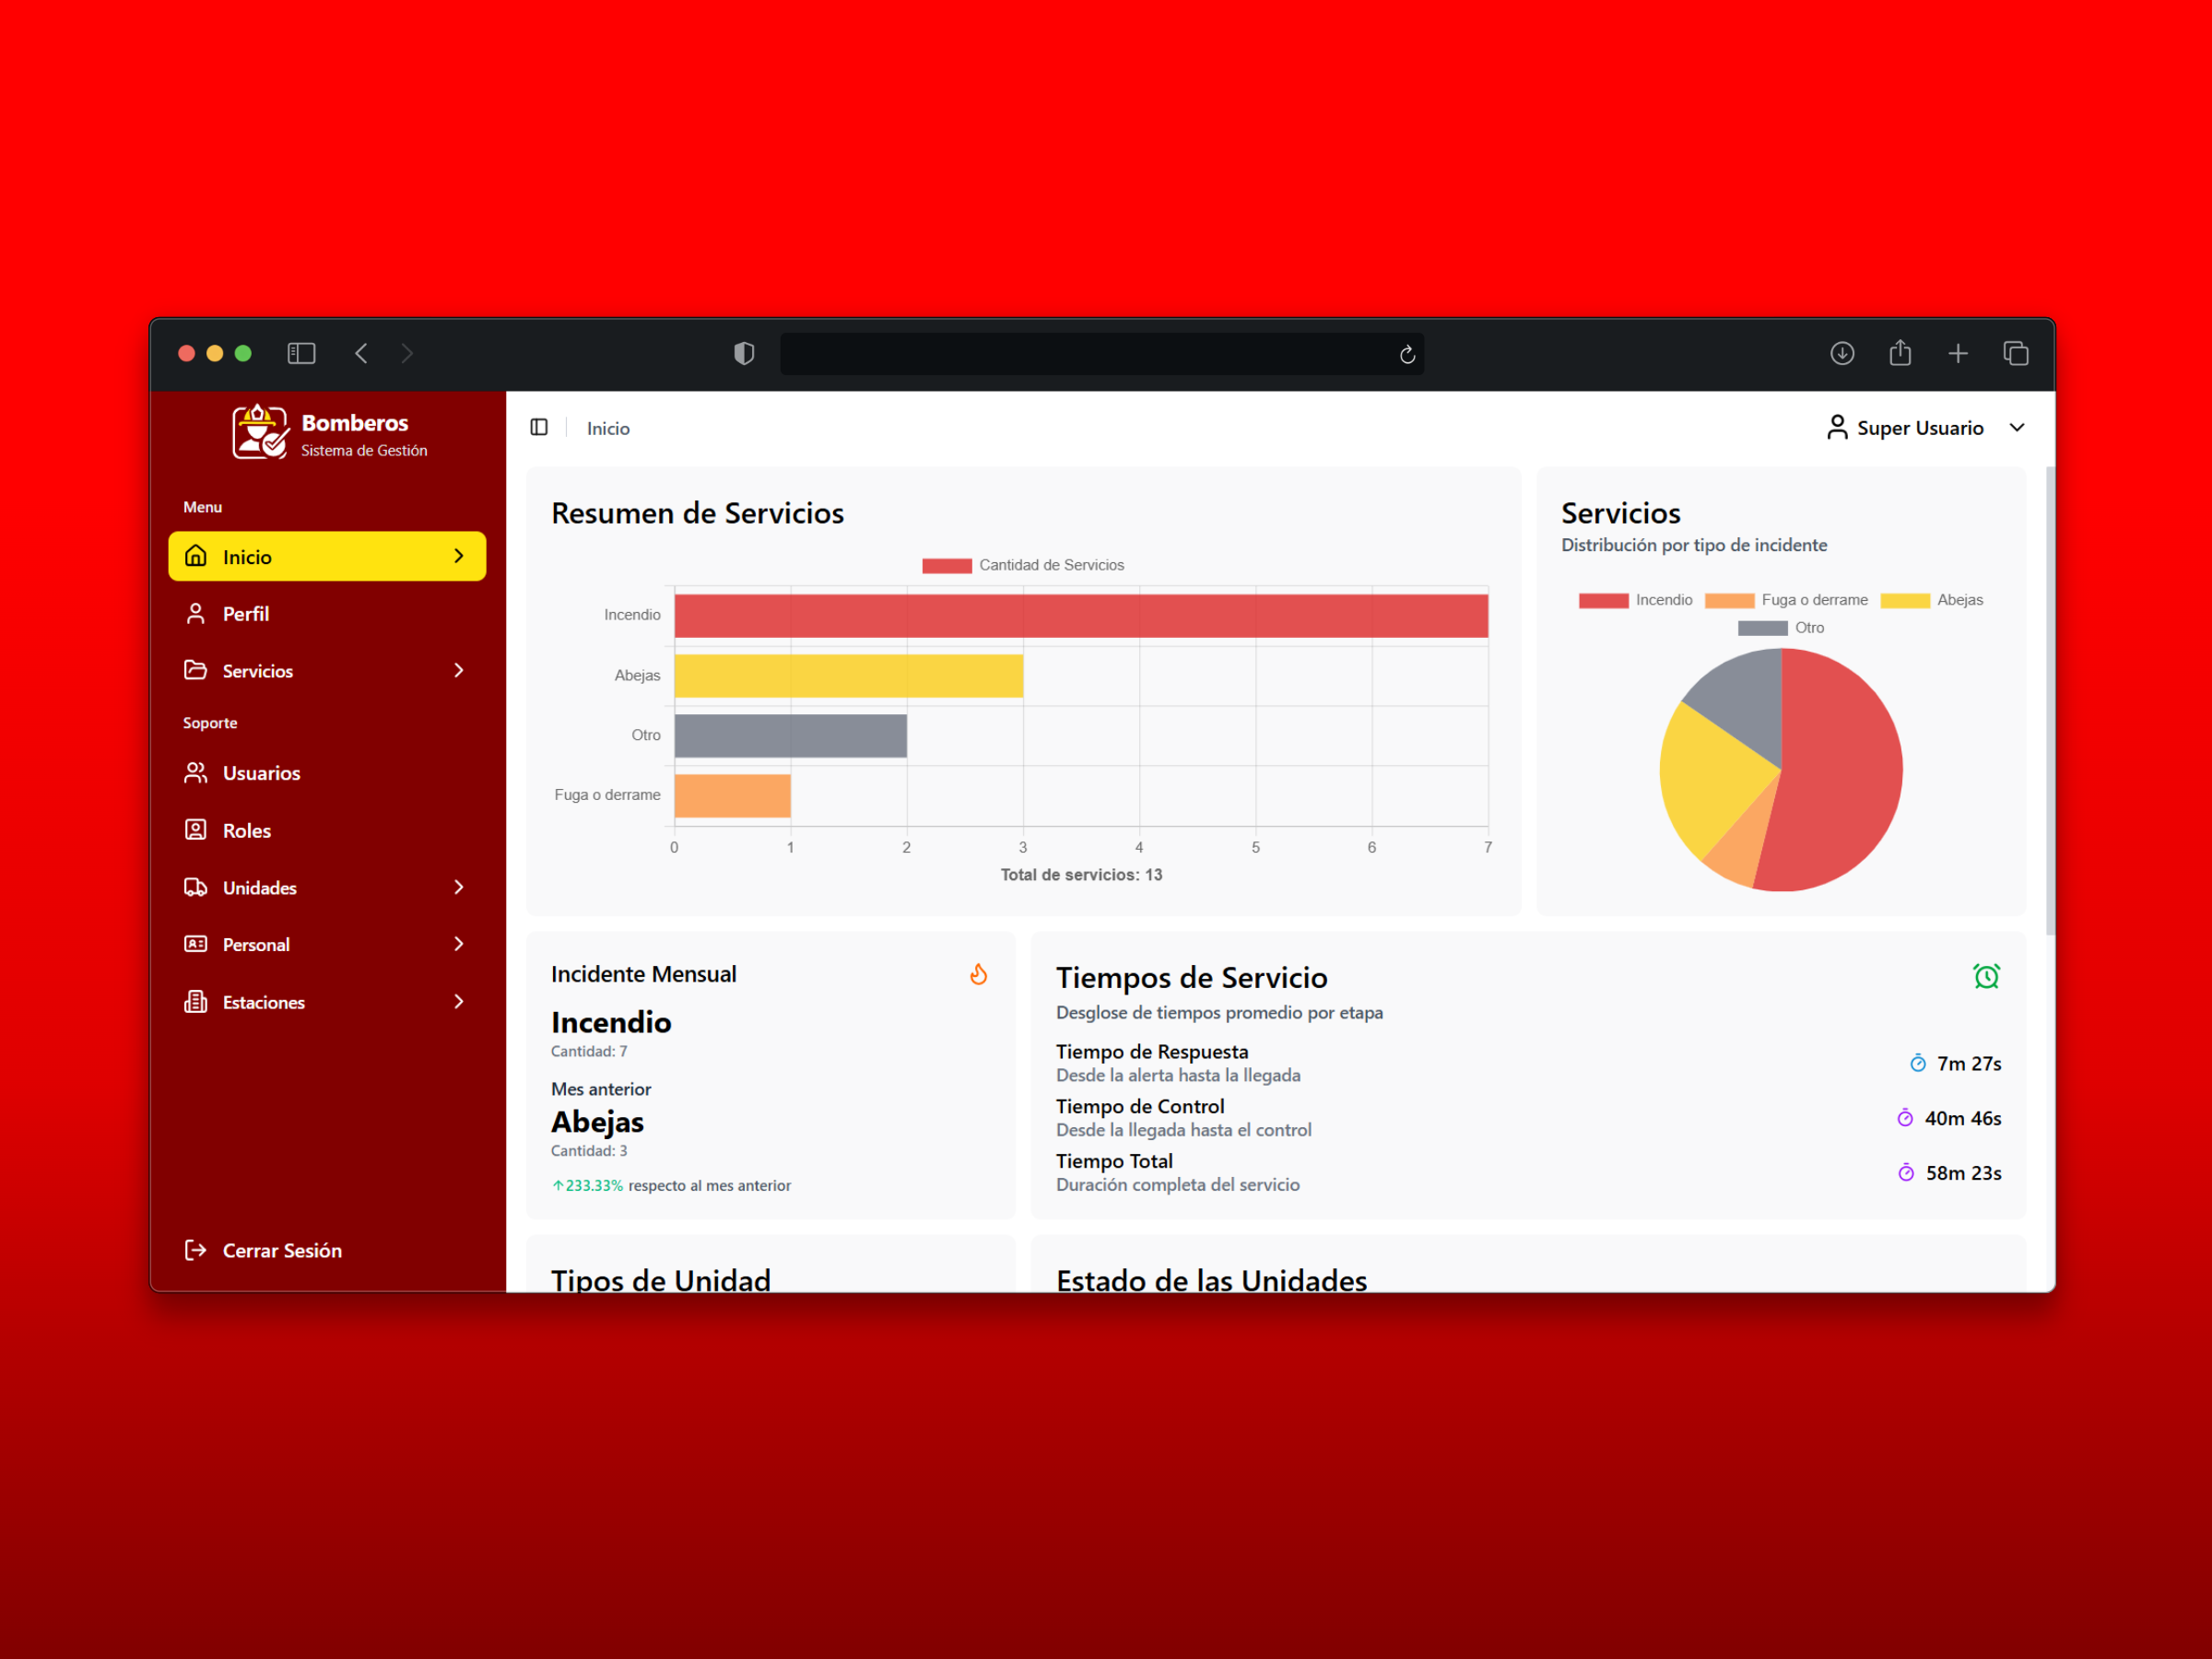 Bomberos
Sistema de Gestión
Menu
Inicio
Perfil
Servicios
Soporte
Usuarios
Roles
Unidades
Personal
Estaciones
Cerrar Sesión
Inicio
Super Usuario
Resumen de Servicios
Cantidad de Servicios
Incendio
Abejas
Otro
Fuga o derrame
0 1 2 3 4 5 6 7
Total de servicios: 13
Servicios
Distribución por tipo de incidente
Incendio Fuga o derrame Abejas
Otro
Incidente Mensual
Incendio
Cantidad: 7
Mes anterior
Abejas
Cantidad: 3
↑233.33% respecto al mes anterior
Tiempos de Servicio
Desglose de tiempos promedio por etapa
Tiempo de Respuesta
Desde la alerta hasta la llegada
7m 27s
Tiempo de Control
Desde la llegada hasta el control
40m 46s
Tiempo Total
Duración completa del servicio
58m 23s
Tipos de Unidad
Estado de las Unidades